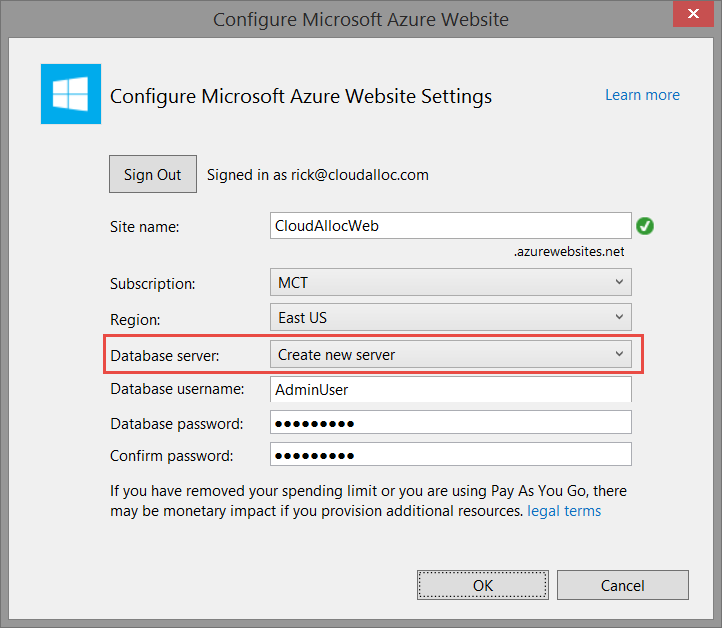 Configure Microsoft Azure Website
Configure Microsoft Azure Website Settings
Learn more
Sign Out
Signed in as rick@cloudalloc.com
Site name:
CloudAllocWeb
.azurewebsites.net
Subscription:
MCT
Region:
East US
Database server:
Create new server
Database username:
AdminUser
Database password:
●●●●●●●●●
Confirm password:
●●●●●●●●●
If you have removed your spending limit or you are using Pay As You Go, there
may be monetary impact if you provision additional resources. legal terms
OK
Cancel